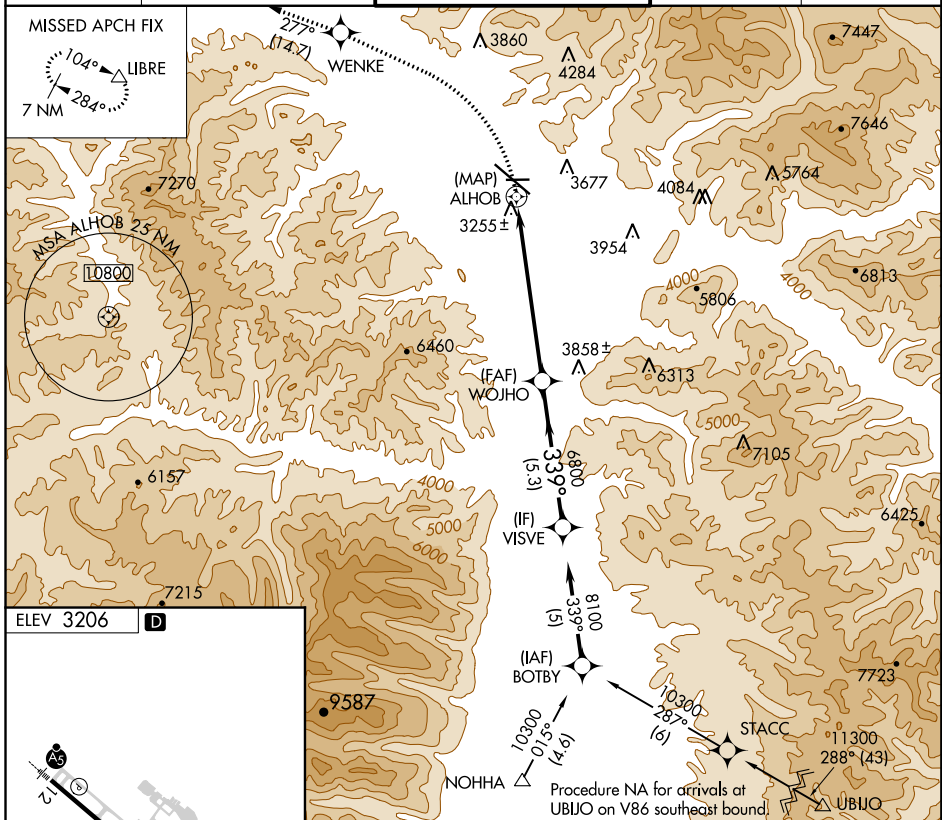 MISSED APCH FIX
104°
LIBRE
284°
7 NM
277°
(14.7)
WENKE
3860
4284
7447
7646
5764
3677
4084
(MAP)
ALHOB
3255±
3954
7270
MSA ALHOB 25 NM
10800
6813
4000
4000
5806
6460
3858±
6313
(FAF)
WOJHO
5000
7105
6800
339°
(5.3)
6157
4000
5000
6000
(IF)
VISVE
6425
8100
339°
(5)
7215
ELEV 3206
D
(IAF)
BOTBY
7723
9587
10300
287°
(6)
STACC
10300
015°
(4.6)
11300
288° (43)
NOHHA
UBIJO
Procedure NA for arrivals at
UBIJO on V86 southeast bound.
A5
P
12